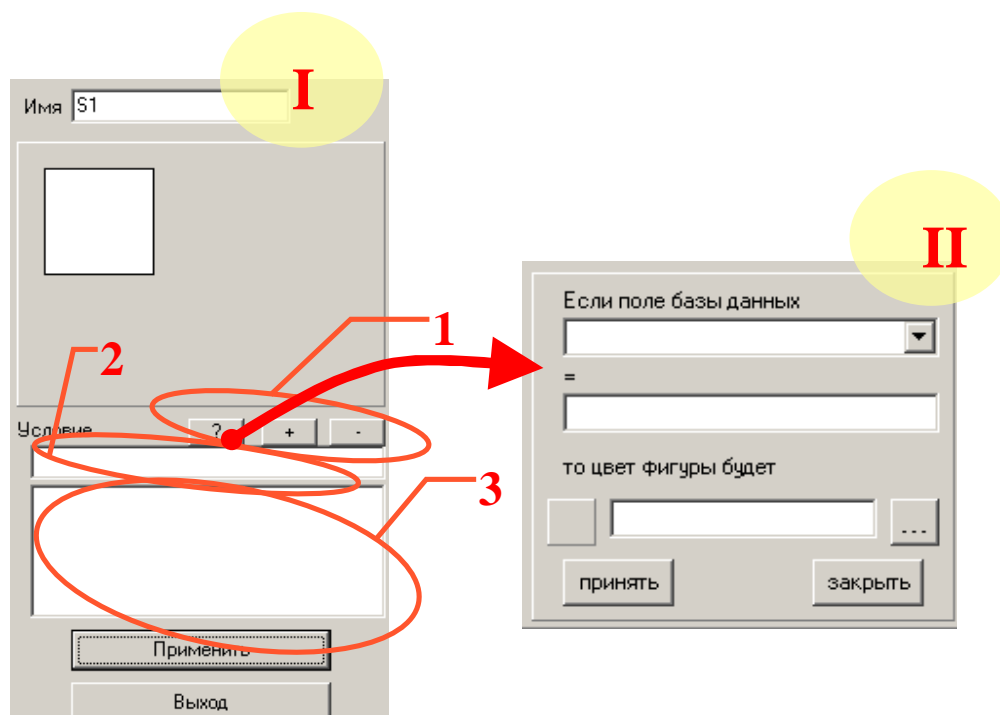 I
Имя S1
II
Если поле базы данных
1
=
2
Условие ? + -
то цвет фигуры будет
3
...
принять закрыть
Применить
Выход